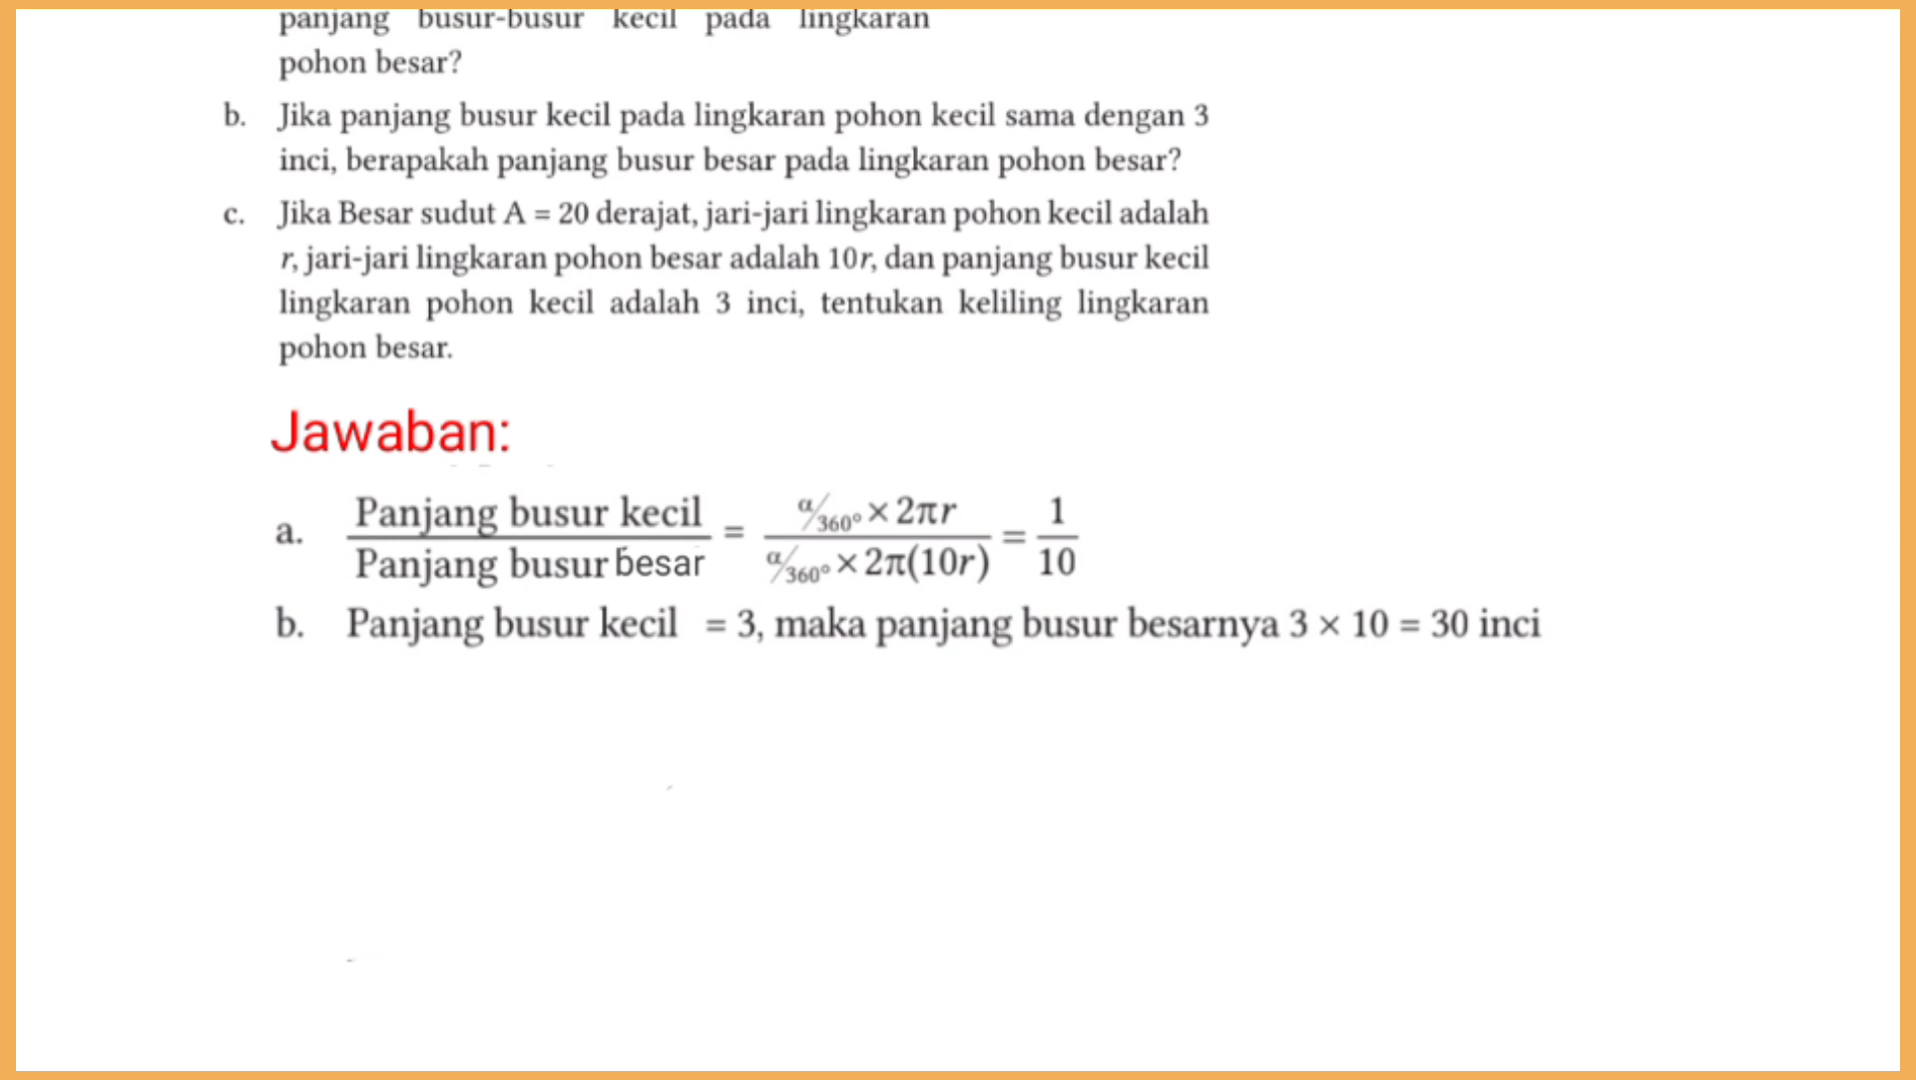 panjang busur-busur kecil pada lingkaran
pohon besar?
b. Jika panjang busur kecil pada lingkaran pohon kecil sama dengan 3
inci, berapakah panjang busur besar pada lingkaran pohon besar?
c. Jika Besar sudut A = 20 derajat, jari-jari lingkaran pohon kecil adalah
r, jari-jari lingkaran pohon besar adalah 10r, dan panjang busur kecil
lingkaran pohon kecil adalah 3 inci, tentukan keliling lingkaran
pohon besar.
Jawaban:
a. Panjang busur kecil / Panjang busur besar = α/360° × 2πr / α/360° × 2π(10r) = 1/10
b. Panjang busur kecil = 3, maka panjang busur besarnya 3 × 10 = 30 inci